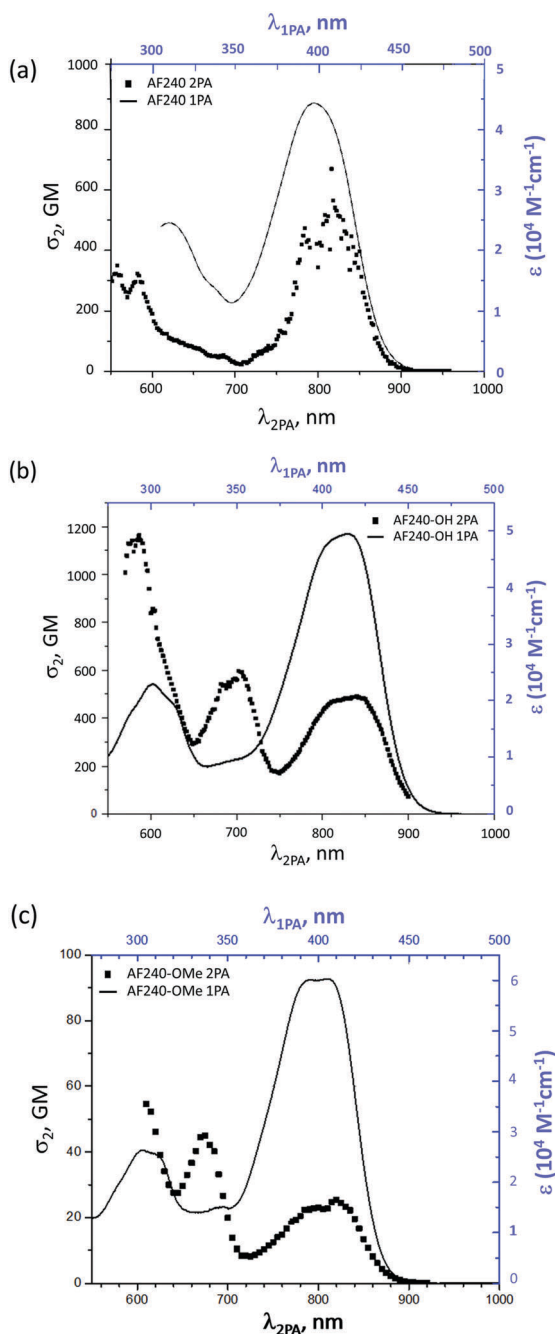 λ1PA, nm
300 350 400 450
(a)
1000 5
AF240 2PA
AF240 1PA
800 4
600 3
400 2
200 1
0 0
σ2, GM
ε (10⁴ M⁻¹cm⁻¹)
600 700 800 900 1000
λ2PA, nm
(b)
λ1PA, nm
300 350 400 450 500
AF240-OH 2PA
AF240-OH 1PA
1200 5
1000 4
800 3
600
400 2
200 1
0 0
σ2, GM
ε (10⁴ M⁻¹cm⁻¹)
600 700 800 900 1000
λ2PA, nm
(c)
λ1PA, nm
300 350 400 450 500
100 6
AF240-OMe 2PA
AF240-OMe 1PA
80 5
60 4
40 3
20 2
0 1
0
σ2, GM
ε (10⁴ M⁻¹cm⁻¹)
600 700 800 900 1000
λ2PA, nm